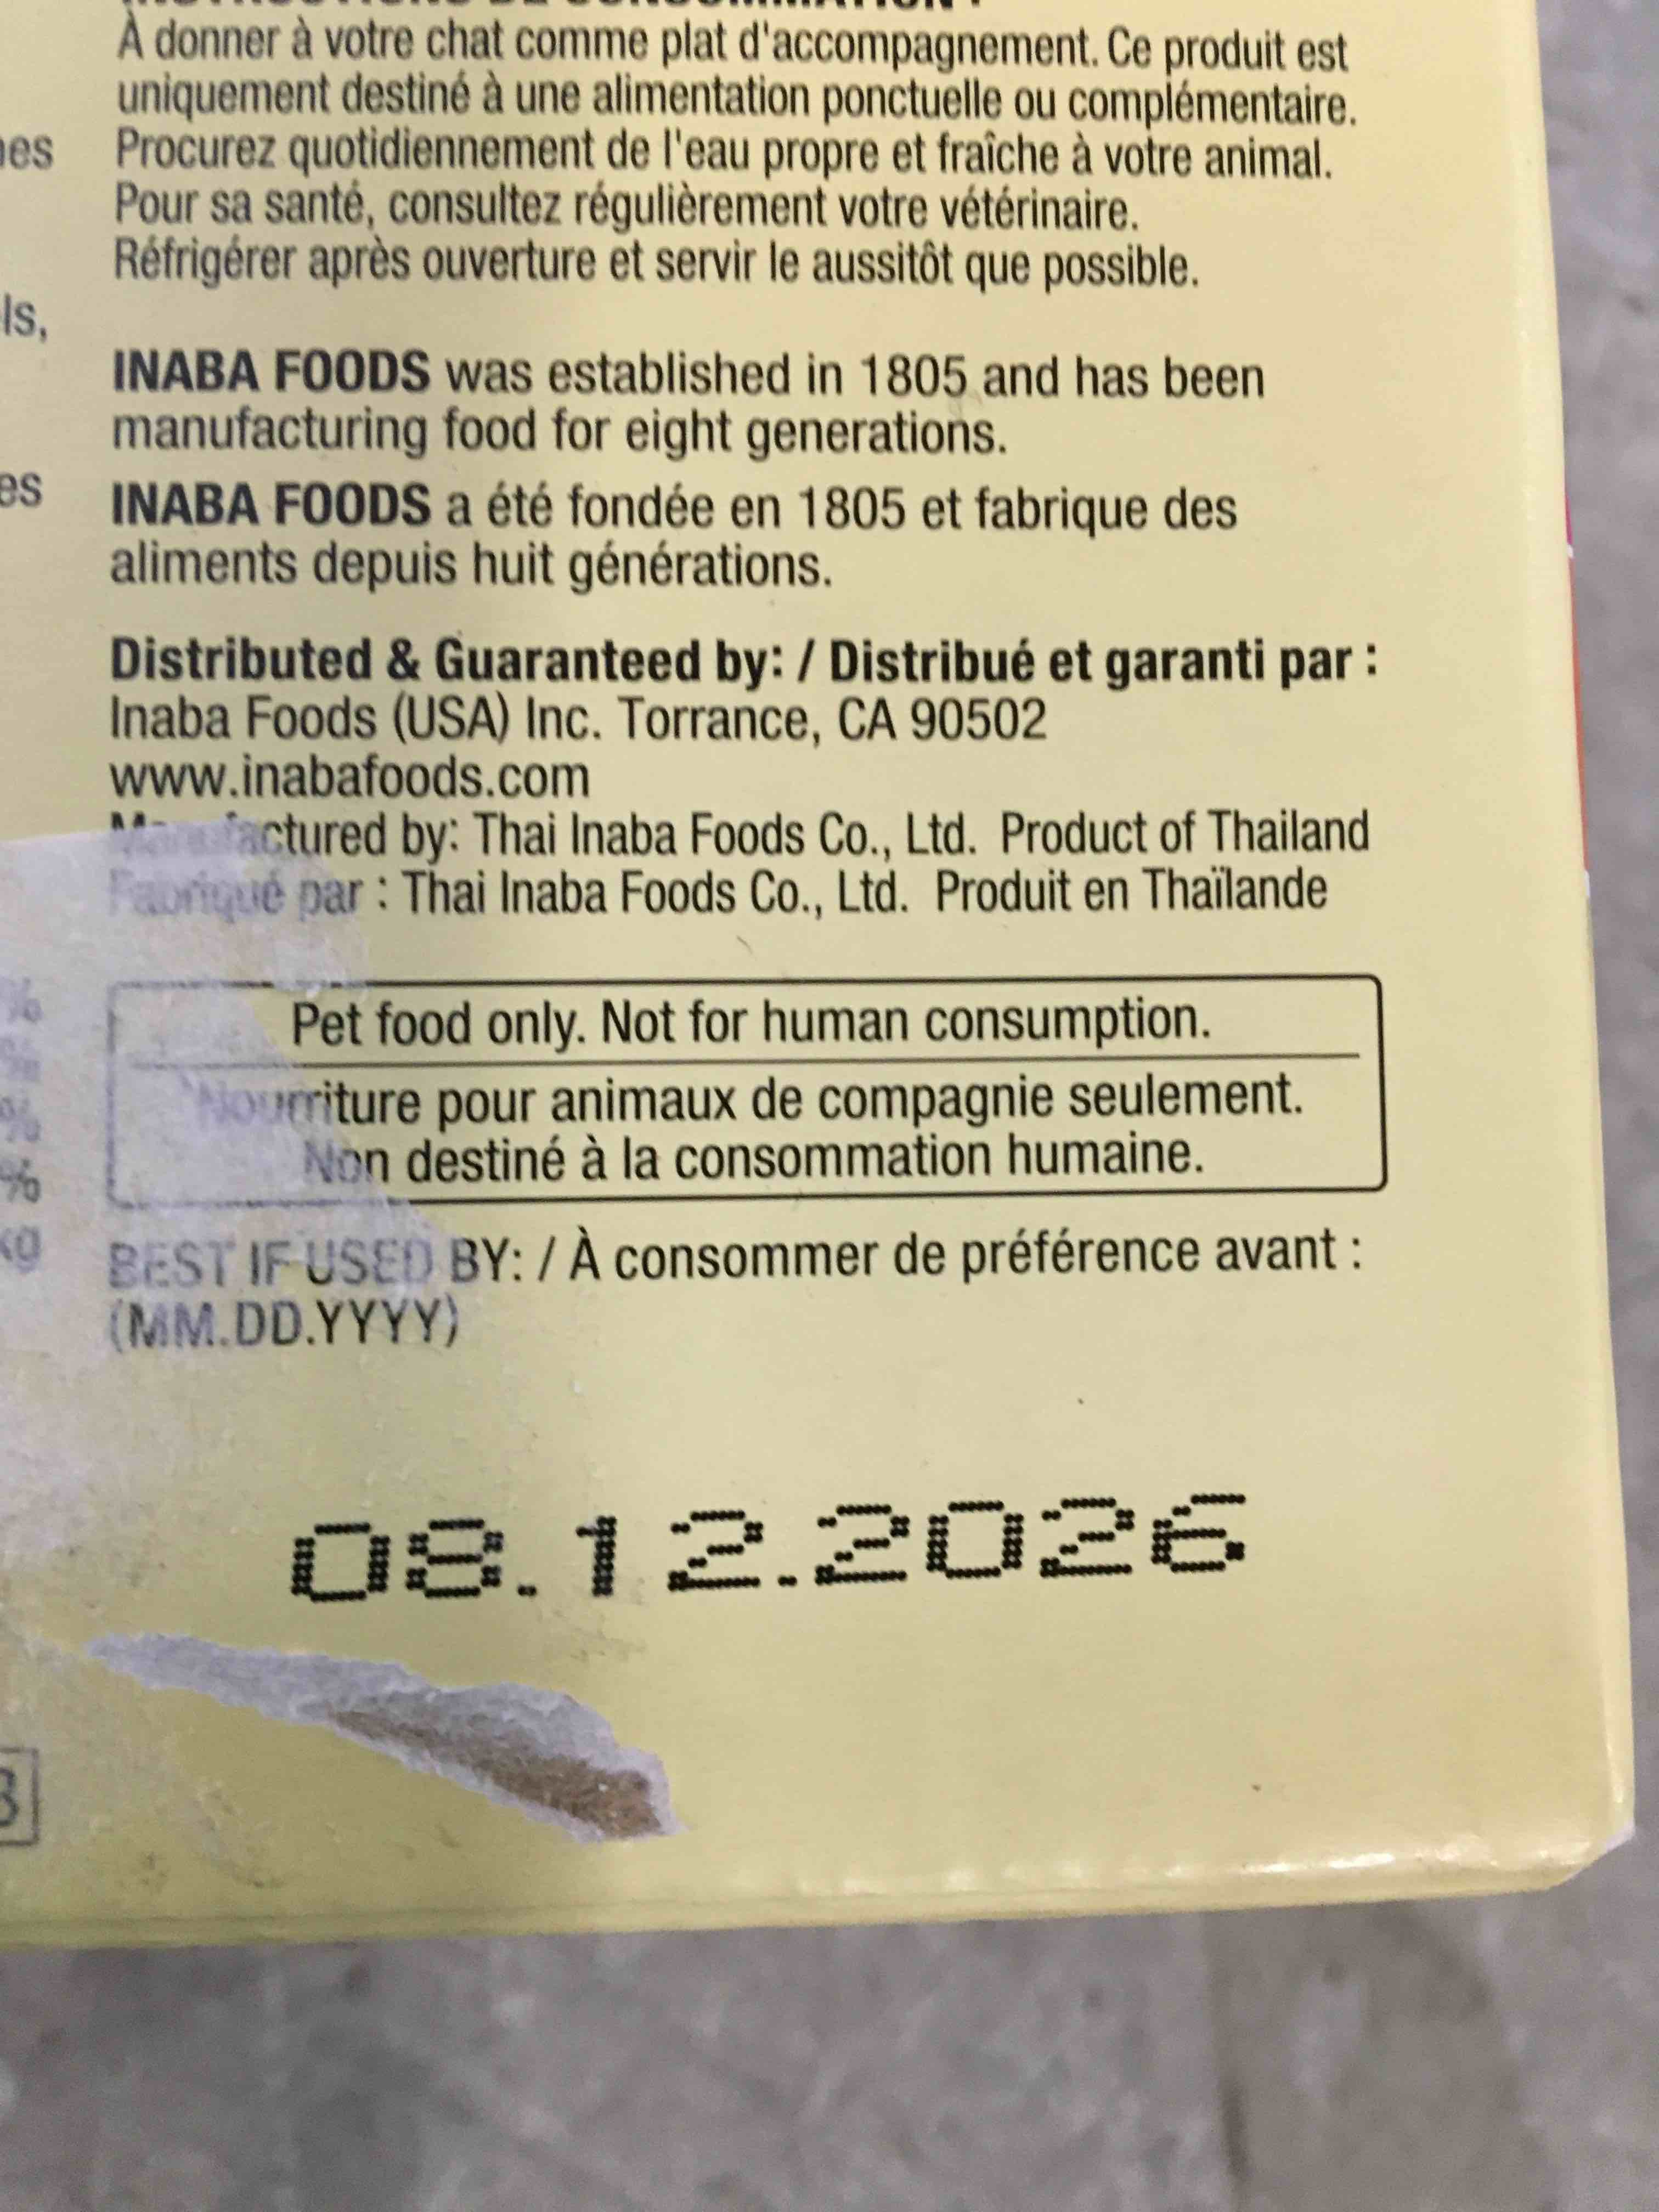 À donner à votre chat comme plat d'accompagnement. Ce produit est
uniquement destiné à une alimentation ponctuelle ou complémentaire.
Procurez quotidiennement de l'eau propre et fraîche à votre animal.
Pour sa santé, consultez régulièrement votre vétérinaire.
Réfrigérer après ouverture et servir le aussitôt que possible.
INABA FOODS was established in 1805 and has been
manufacturing food for eight generations.
INABA FOODS a été fondée en 1805 et fabrique des
aliments depuis huit générations.
Distributed & Guaranteed by: / Distribué et garanti par :
Inaba Foods (USA) Inc. Torrance, CA 90502
www.inabafoods.com
Manufactured by: Thai Inaba Foods Co., Ltd. Product of Thailand
Fabriqué par : Thai Inaba Foods Co., Ltd. Produit en Thaïlande
%
%
%
%
kg
Pet food only. Not for human consumption.
Nourriture pour animaux de compagnie seulement.
Non destiné à la consommation humaine.
BEST IF USED BY: / À consommer de préférence avant :
(MM.DD.YYYY)
08.12.2026